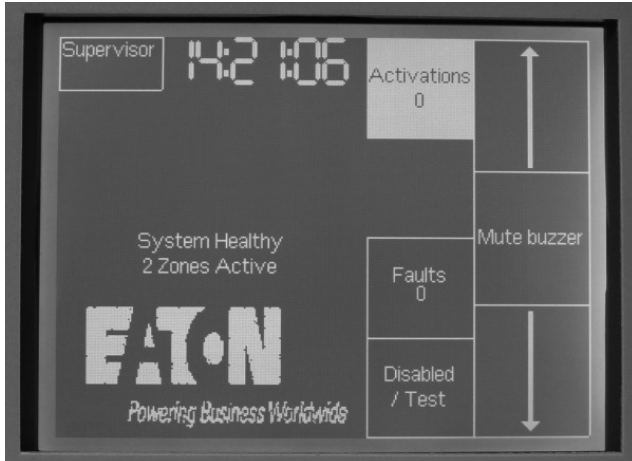 Supervisor
14:21:06
Activations
0
System Healthy
2 Zones Active
Mute buzzer
Faults
0
EATON
Powering Business Worldwide
Disabled
/ Test